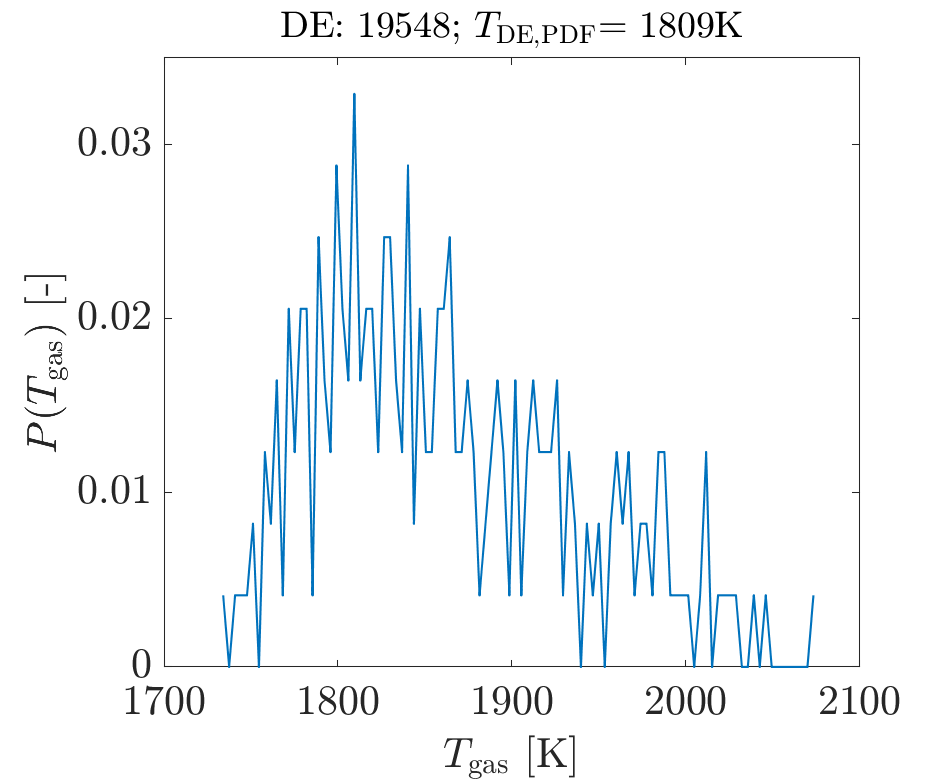 DE: 19548; T_DE,PDF= 1809K
0.03
0.02
0.01
0
P(T_gas) [-]
1700 1800 1900 2000 2100
T_gas [K]